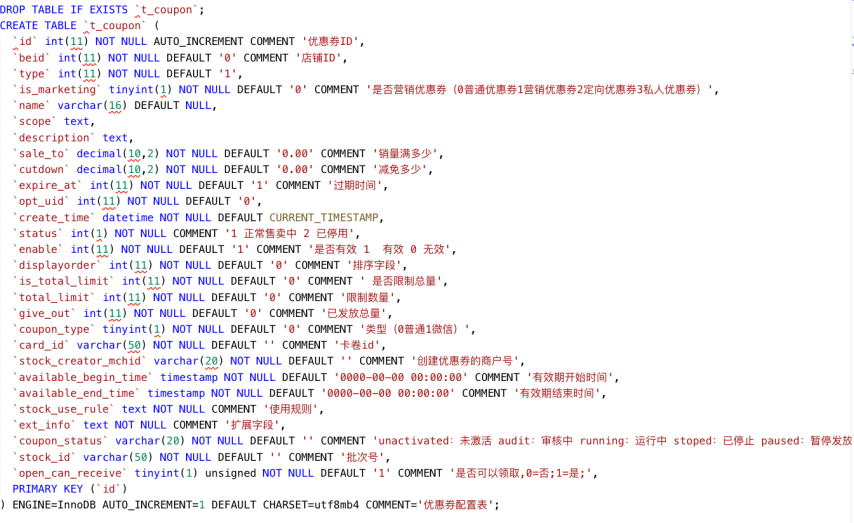 DROP TABLE IF EXISTS `t_coupon`;
CREATE TABLE `t_coupon` (
  `id` int(11) NOT NULL AUTO_INCREMENT COMMENT '优惠券ID',
  `beid` int(11) NOT NULL DEFAULT '0' COMMENT '店铺ID',
  `type` int(11) NOT NULL DEFAULT '1',
  `is_marketing` tinyint(1) NOT NULL DEFAULT '0' COMMENT '是否营销优惠券（0普通优惠券1营销优惠券2定向优惠券3私人优惠券）',
  `name` varchar(16) DEFAULT NULL,
  `scope` text,
  `description` text,
  `sale_to` decimal(10,2) NOT NULL DEFAULT '0.00' COMMENT '销量满多少',
  `cutdown` decimal(10,2) NOT NULL DEFAULT '0.00' COMMENT '减免多少',
  `expire_at` int(11) NOT NULL DEFAULT '1' COMMENT '过期时间',
  `opt_uid` int(11) NOT NULL DEFAULT '0',
  `create_time` datetime NOT NULL DEFAULT CURRENT_TIMESTAMP,
  `status` int(1) NOT NULL COMMENT '1 正常售卖中 2 已停用',
  `enable` int(11) NOT NULL DEFAULT '1' COMMENT '是否有效 1  有效 0 无效',
  `displayorder` int(11) NOT NULL DEFAULT '0' COMMENT '排序字段',
  `is_total_limit` int(11) NOT NULL DEFAULT '0' COMMENT ' 是否限制总量',
  `total_limit` int(11) NOT NULL DEFAULT '0' COMMENT '限制数量',
  `give_out` int(11) NOT NULL DEFAULT '0' COMMENT '已发放总量',
  `coupon_type` tinyint(1) NOT NULL DEFAULT '0' COMMENT '类型（0普通1微信）',
  `card_id` varchar(50) NOT NULL DEFAULT '' COMMENT '卡卷id',
  `stock_creator_mchid` varchar(20) NOT NULL DEFAULT '' COMMENT '创建优惠券的商户号',
  `available_begin_time` timestamp NOT NULL DEFAULT '0000-00-00 00:00:00' COMMENT '有效期开始时间',
  `available_end_time` timestamp NOT NULL DEFAULT '0000-00-00 00:00:00' COMMENT '有效期结束时间',
  `stock_use_rule` text NOT NULL COMMENT '使用规则',
  `ext_info` text NOT NULL COMMENT '扩展字段',
  `coupon_status` varchar(20) NOT NULL DEFAULT '' COMMENT 'unactivated：未激活 audit：审核中 running：运行中 stoped：已停止 paused：暂停发放
  `stock_id` varchar(50) NOT NULL DEFAULT '' COMMENT '批次号',
  `open_can_receive` tinyint(1) unsigned NOT NULL DEFAULT '1' COMMENT '是否可以领取,0=否;1=是;',
  PRIMARY KEY (`id`)
) ENGINE=InnoDB AUTO_INCREMENT=1 DEFAULT CHARSET=utf8mb4 COMMENT='优惠券配置表';